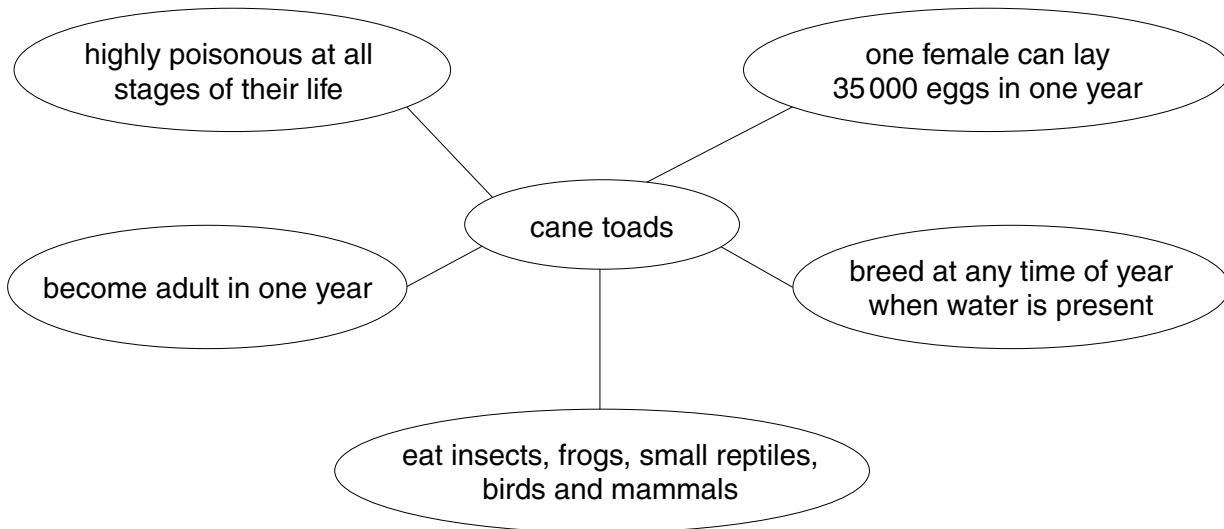 highly poisonous at all
stages of their life
one female can lay
35 000 eggs in one year
cane toads
become adult in one year
breed at any time of year
when water is present
eat insects, frogs, small reptiles,
birds and mammals